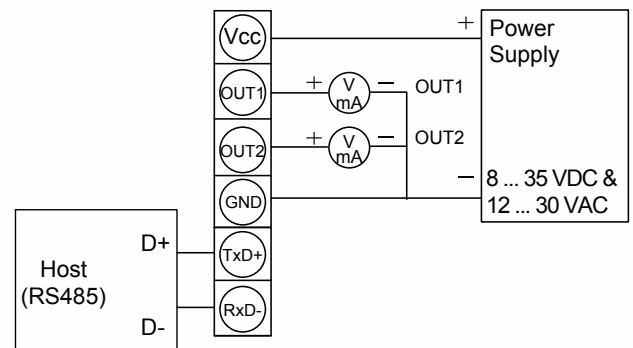 Vcc
+
Power
Supply
OUT1
+
V
mA
−
OUT1
OUT2
+
V
mA
−
OUT2
GND
−
8 ... 35 VDC &
12 ... 30 VAC
Host
(RS485)
D+
TxD+
D-
RxD-